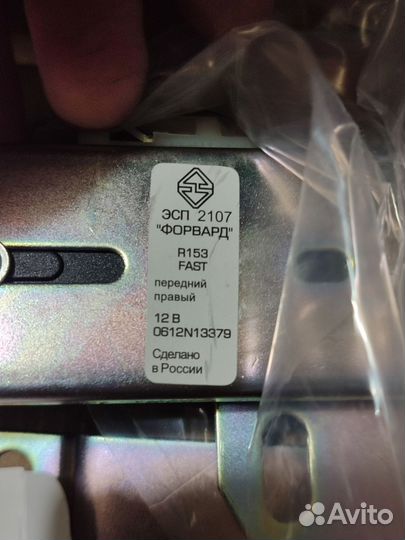 ЭСП 2107
"ФОРВАРД"
R153
FAST
передний
правый
12 В
0612N13379
Сделано
в России
Avito